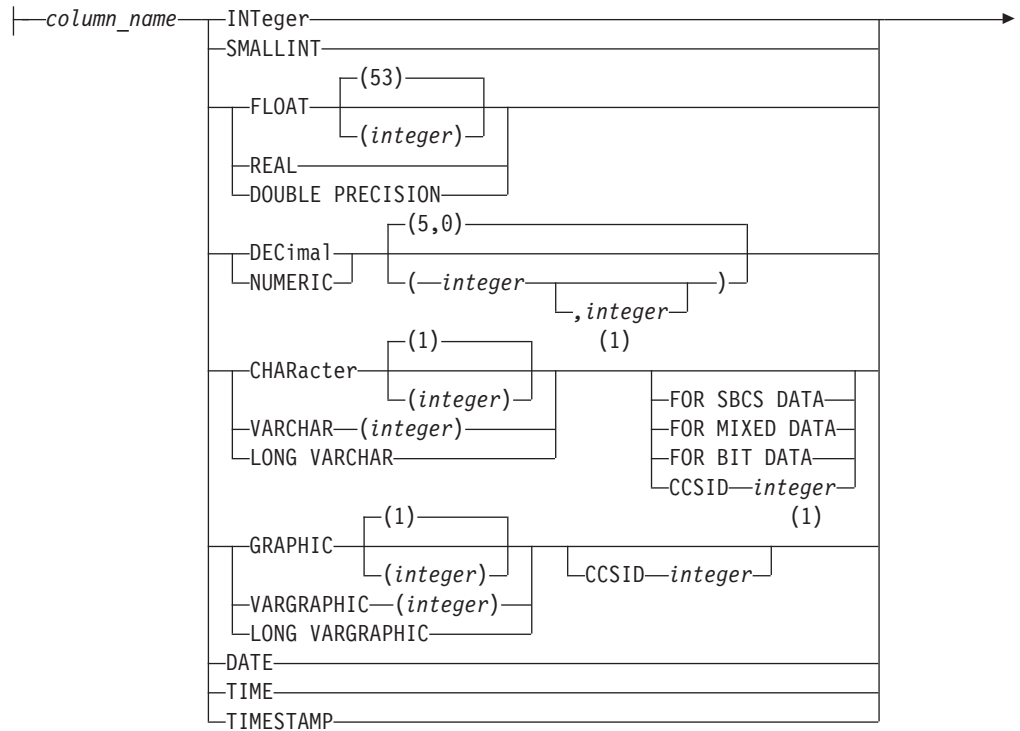 column_name INTeger
SMALLINT
(53)
FLOAT
(integer)
REAL
DOUBLE PRECISION
(5,0)
DECimal
NUMERIC ( integer )
,integer
(1) (1)
CHARacter
(integer) FOR SBCS DATA
VARCHAR (integer) FOR MIXED DATA
LONG VARCHAR FOR BIT DATA
CCSID integer
(1) (1)
GRAPHIC
(integer) CCSID integer
VARGRAPHIC (integer)
LONG VARGRAPHIC
DATE
TIME
TIMESTAMP